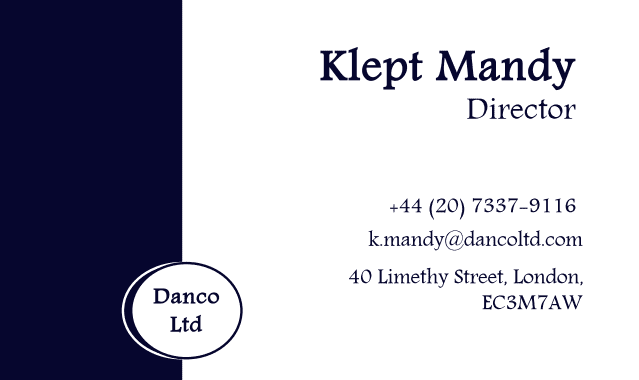 Klept Mandy
Director
+44 (20) 7337-9116
k.mandy@dancoltd.com
40 Limethy Street, London,
EC3M7AW
Danco
Ltd